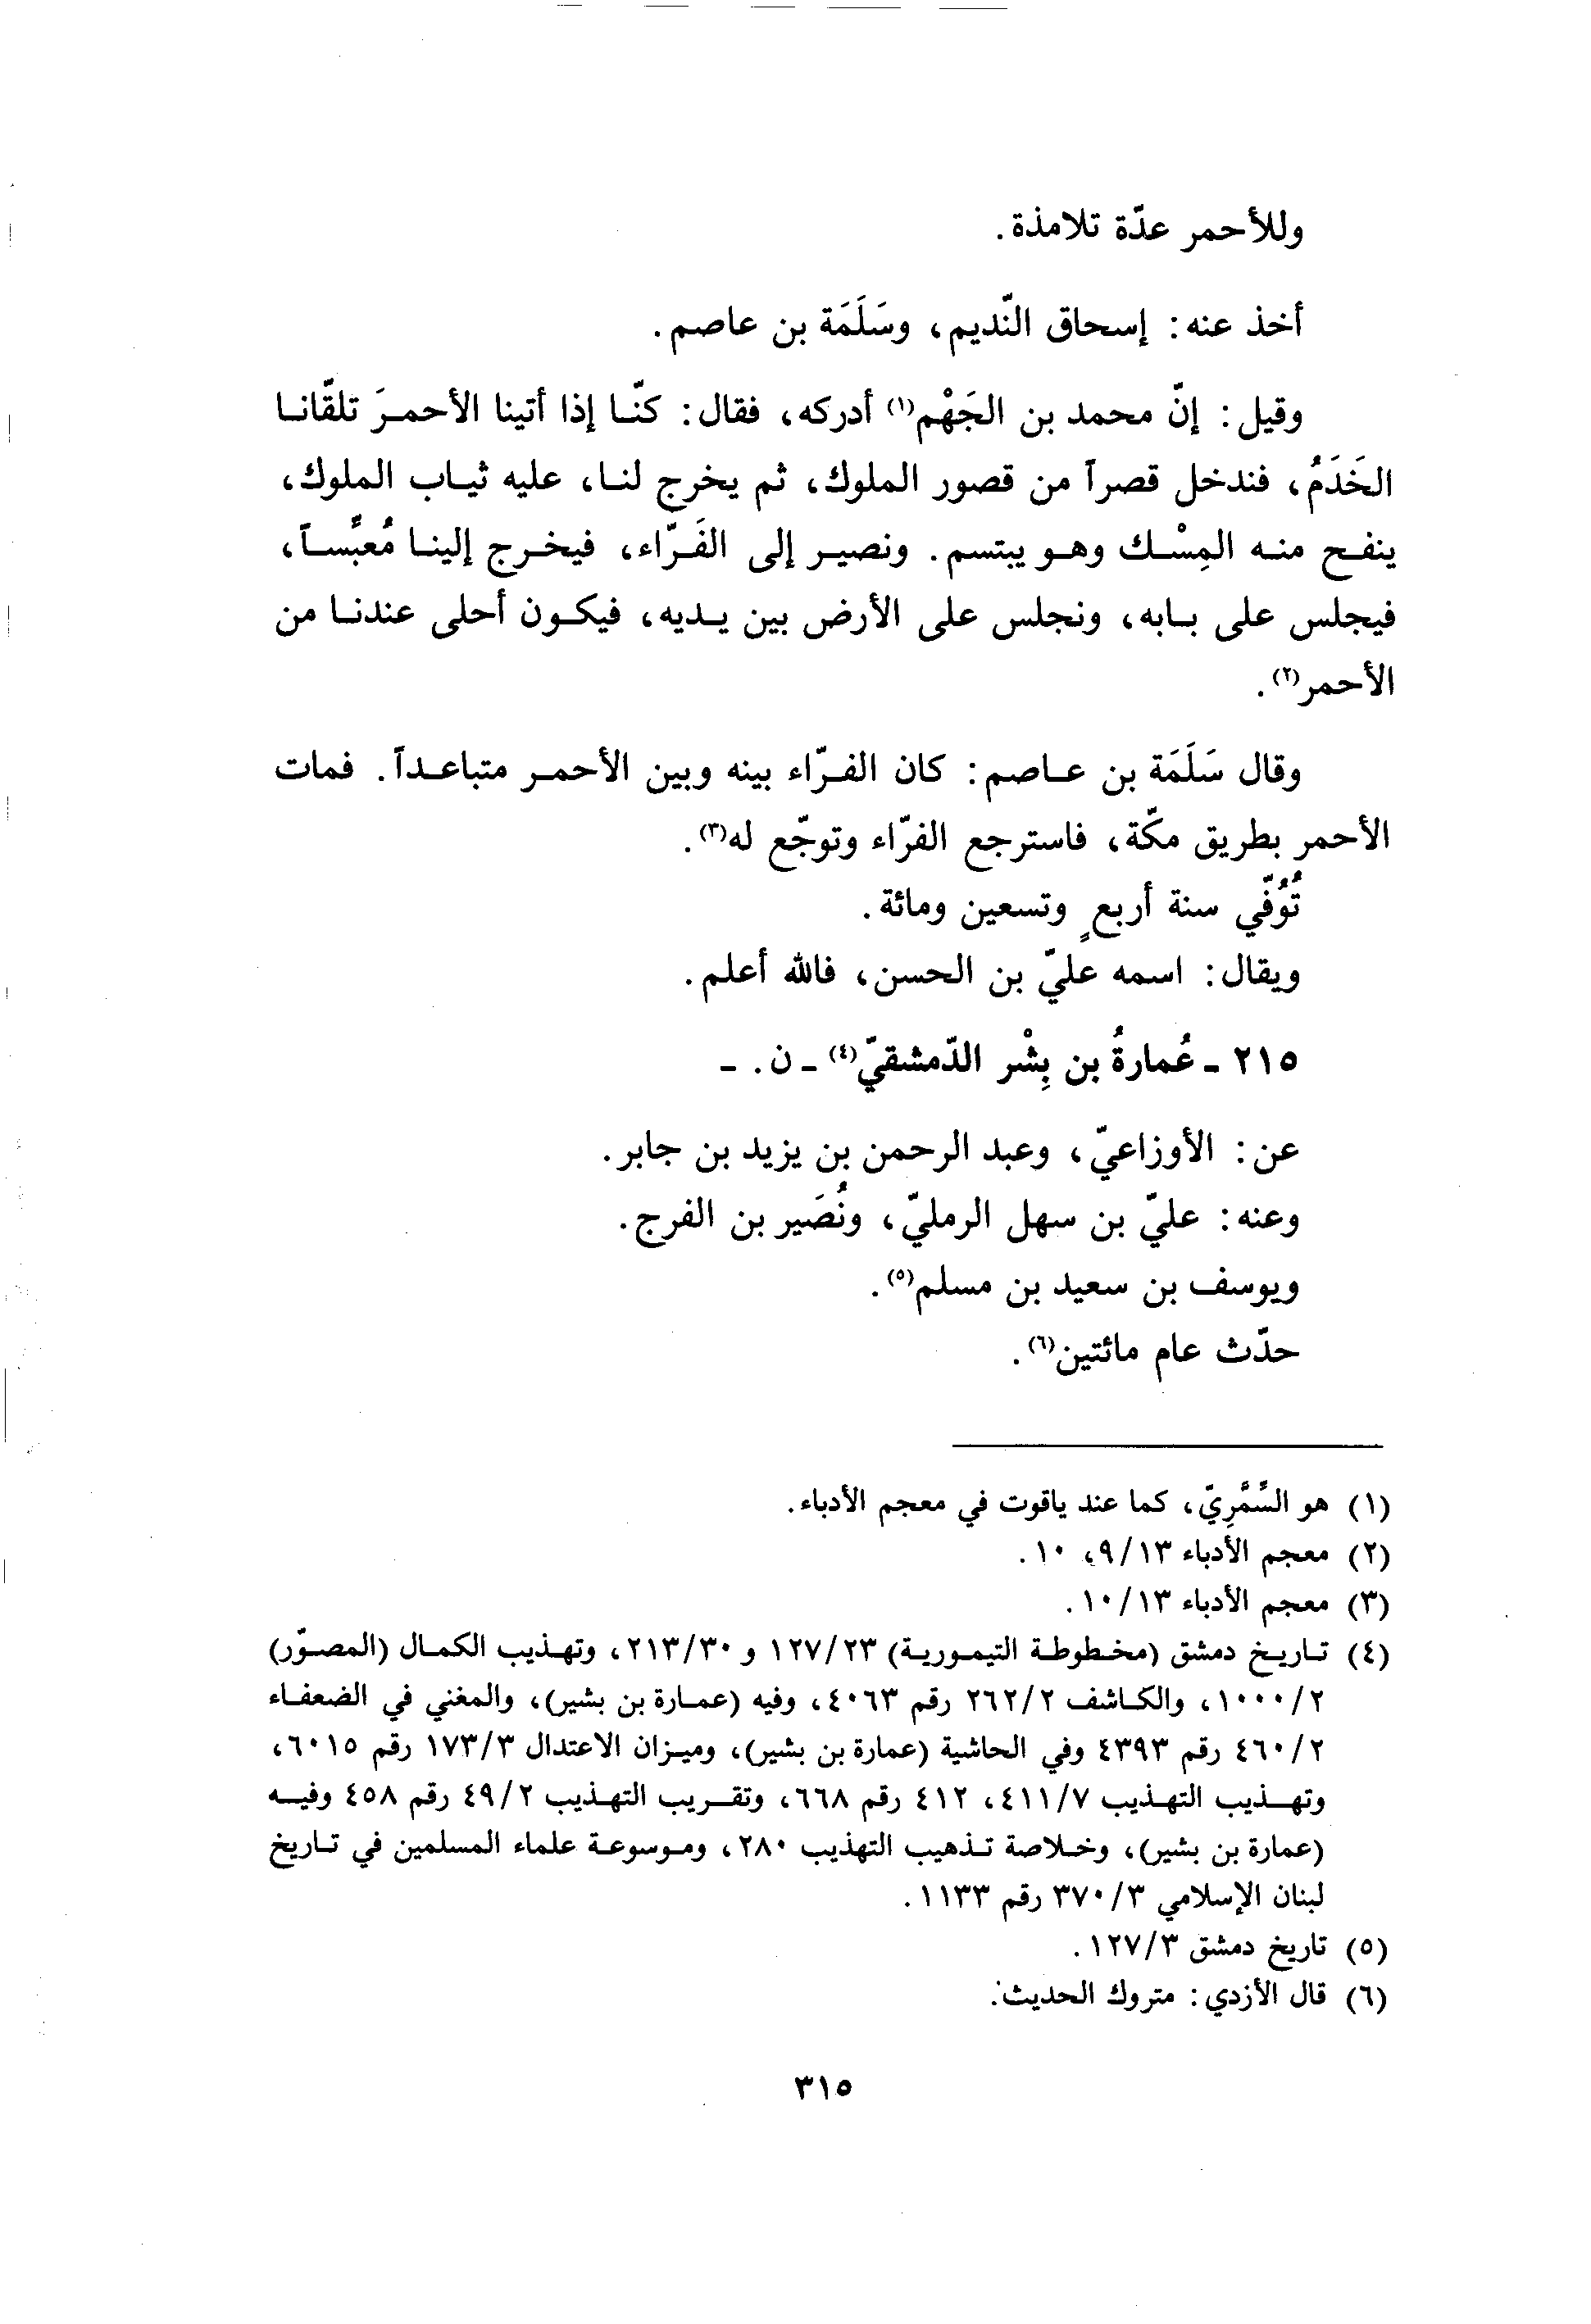 وللأحمر عدّة تلامذة.
أخذ عنه: إسحاق النّديم، وسَلَمَة بن عاصم.
وقيل: إنّ محمد بن الجَهْم(١) أدركه، فقال: كنّا إذا أتينا الأحمرَ تلقّانا
الخَدَمُ، فندخل قصراً من قصور الملوك، ثم يخرج لنا، عليه ثياب الملوك،
ينفح منه المِسْك وهو يبتسم. ونصير إلى الفَرّاء، فيخرج إلينا مُعبِّساً،
فيجلس على بابه، ونجلس على الأرض بين يديه، فيكون أحلى عندنا من
الأحمر(٢).
وقال سَلَمَة بن عاصم: كان الفرّاء بينه وبين الأحمر متباعداً. فمات
الأحمر بطريق مكّة، فاسترجع الفرّاء وتوجّع له(٣).
تُوُفّي سنة أربعٍ وتسعين ومائة.
ويقال: اسمه عليّ بن الحسن، فالله أعلم.
٢١٥ - عُمارةُ بن بِشْر الدّمشقيّ(٤) - ن. -
عن: الأوزاعيّ، وعبد الرحمن بن يزيد بن جابر.
وعنه: عليّ بن سهل الرمليّ، ونُصَير بن الفرج.
ويوسف بن سعيد بن مسلم(٥).
حدّث عام مائتين(٦).
(١) هو السِّمَّرِيّ، كما عند ياقوت في معجم الأدباء.
(٢) معجم الأدباء ٩/١٣، ١٠.
(٣) معجم الأدباء ١٠/١٣.
(٤) تاريخ دمشق (مخطوطة التيمورية) ١٢٧/٢٣ و ٢١٣/٣٠، وتهذيب الكمال (المصوّر)
١٠٠٠/٢، والكاشف ٢٦٢/٢ رقم ٤٠٦٣، وفيه (عمارة بن بشير)، والمغني في الضعفاء
٤٦٠/٢ رقم ٤٣٩٣ وفي الحاشية (عمارة بن بشير)، وميزان الاعتدال ١٧٣/٣ رقم ٦٠١٥،
وتهذيب التهذيب ٤١١/٧، ٤١٢ رقم ٦٦٨، وتقريب التهذيب ٤٩/٢ رقم ٤٥٨ وفيه
(عمارة بن بشير)، وخلاصة تذهيب التهذيب ٢٨٠، وموسوعة علماء المسلمين في تاريخ
لبنان الإسلامي ٣٧٠/٣ رقم ١١٣٣.
(٥) تاريخ دمشق ١٢٧/٣.
(٦) قال الأزدي: متروك الحديث.
٣١٥